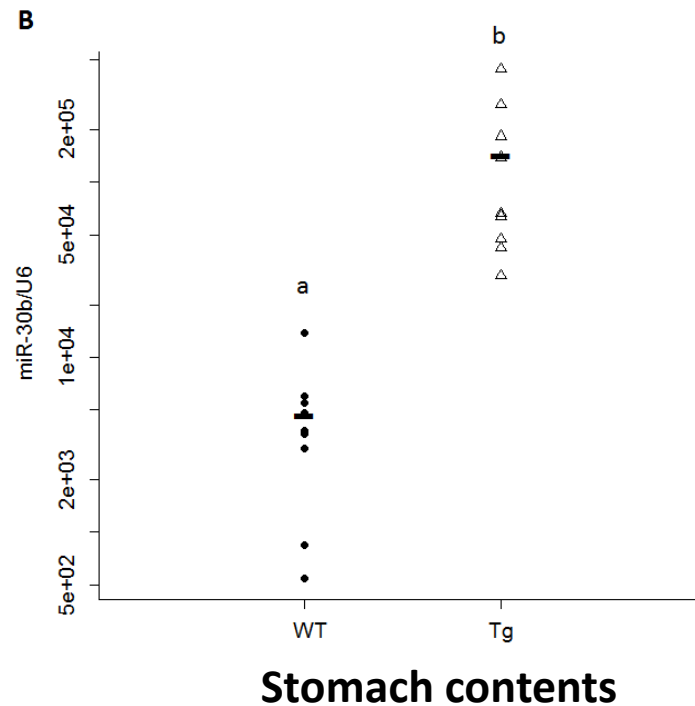 B
b
a
miR-30b/U6
2e+05
5e+04
1e+04
2e+03
5e+02
WT Tg
Stomach contents